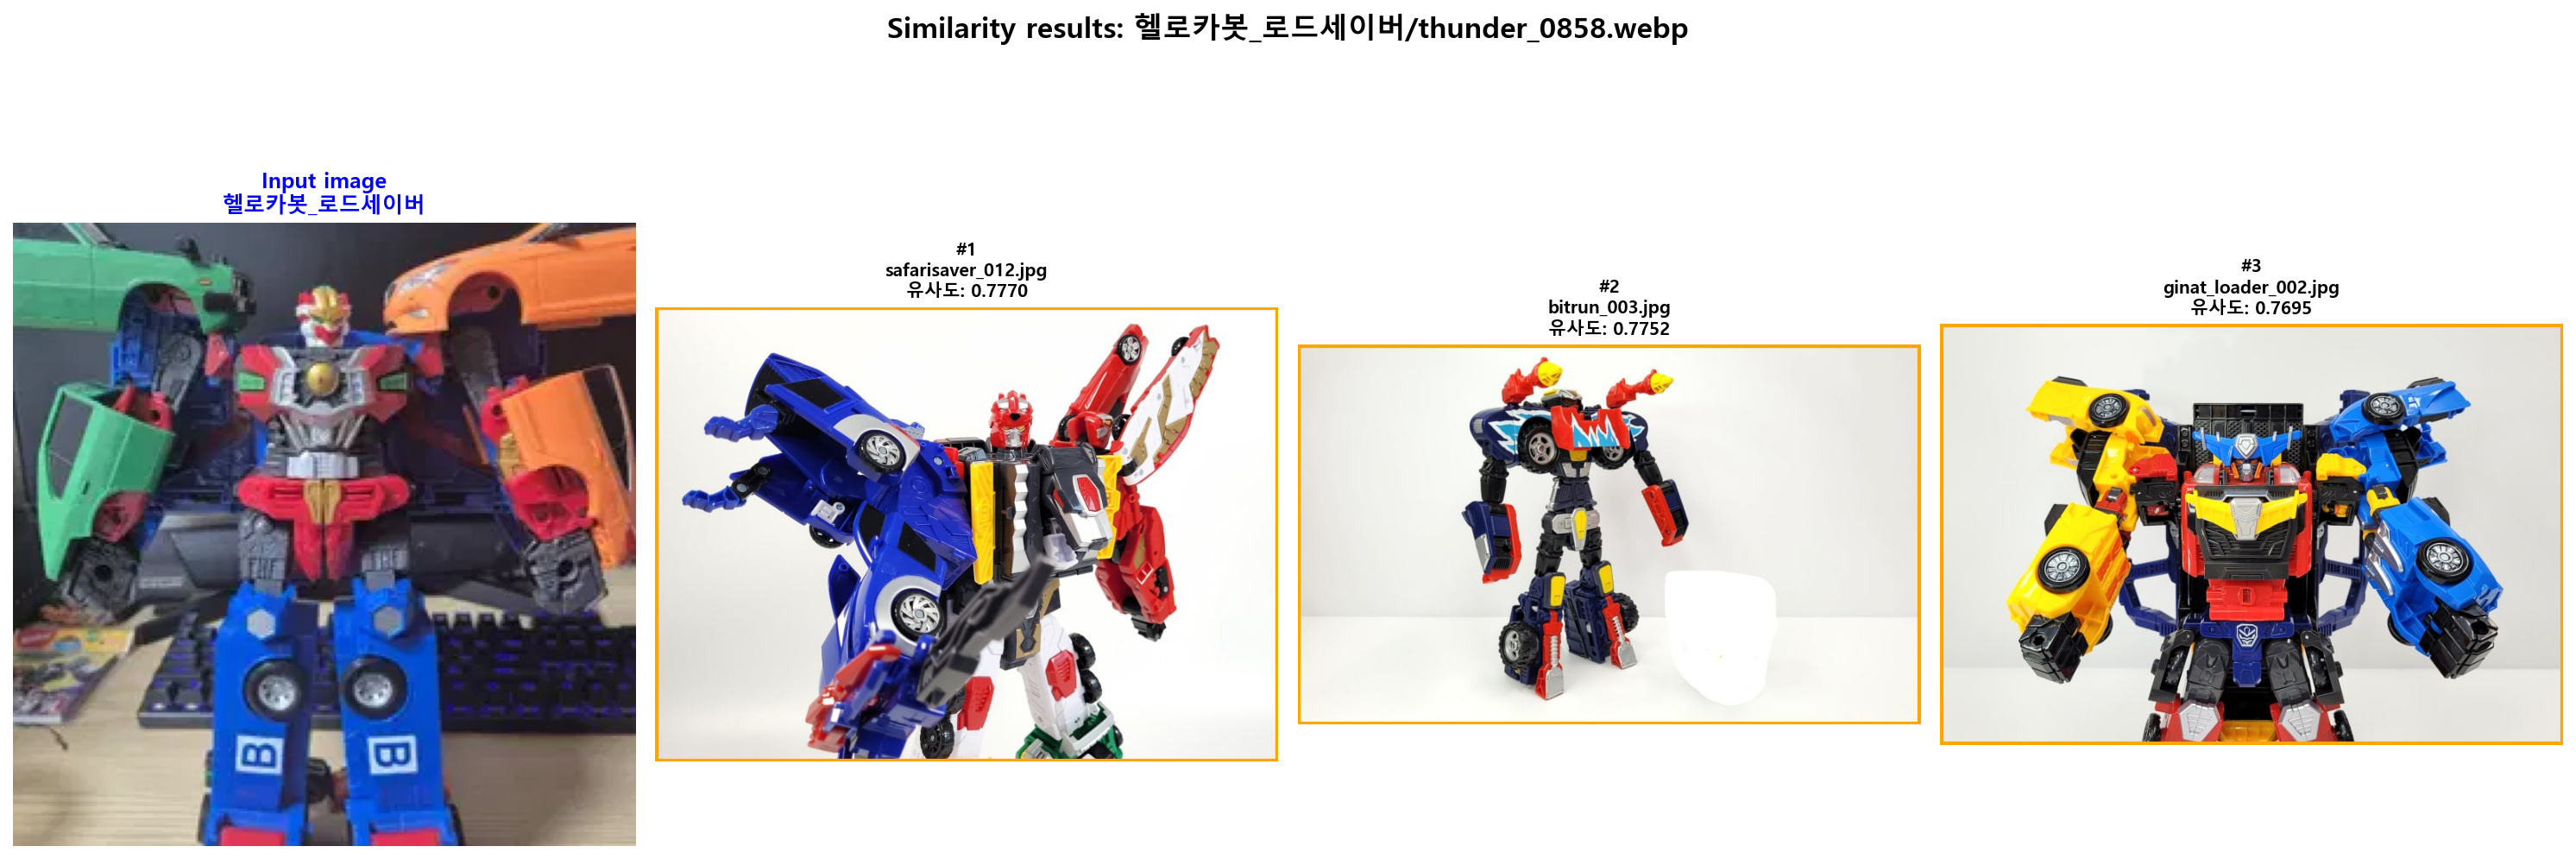 Similarity results: 헬로카봇_로드세이버/thunder_0858.webp
Input image
헬로카봇_로드세이버
#1
safarisaver_012.jpg
유사도: 0.7770
#2
bitrun_003.jpg
유사도: 0.7752
#3
ginat_loader_002.jpg
유사도: 0.7695
B
B